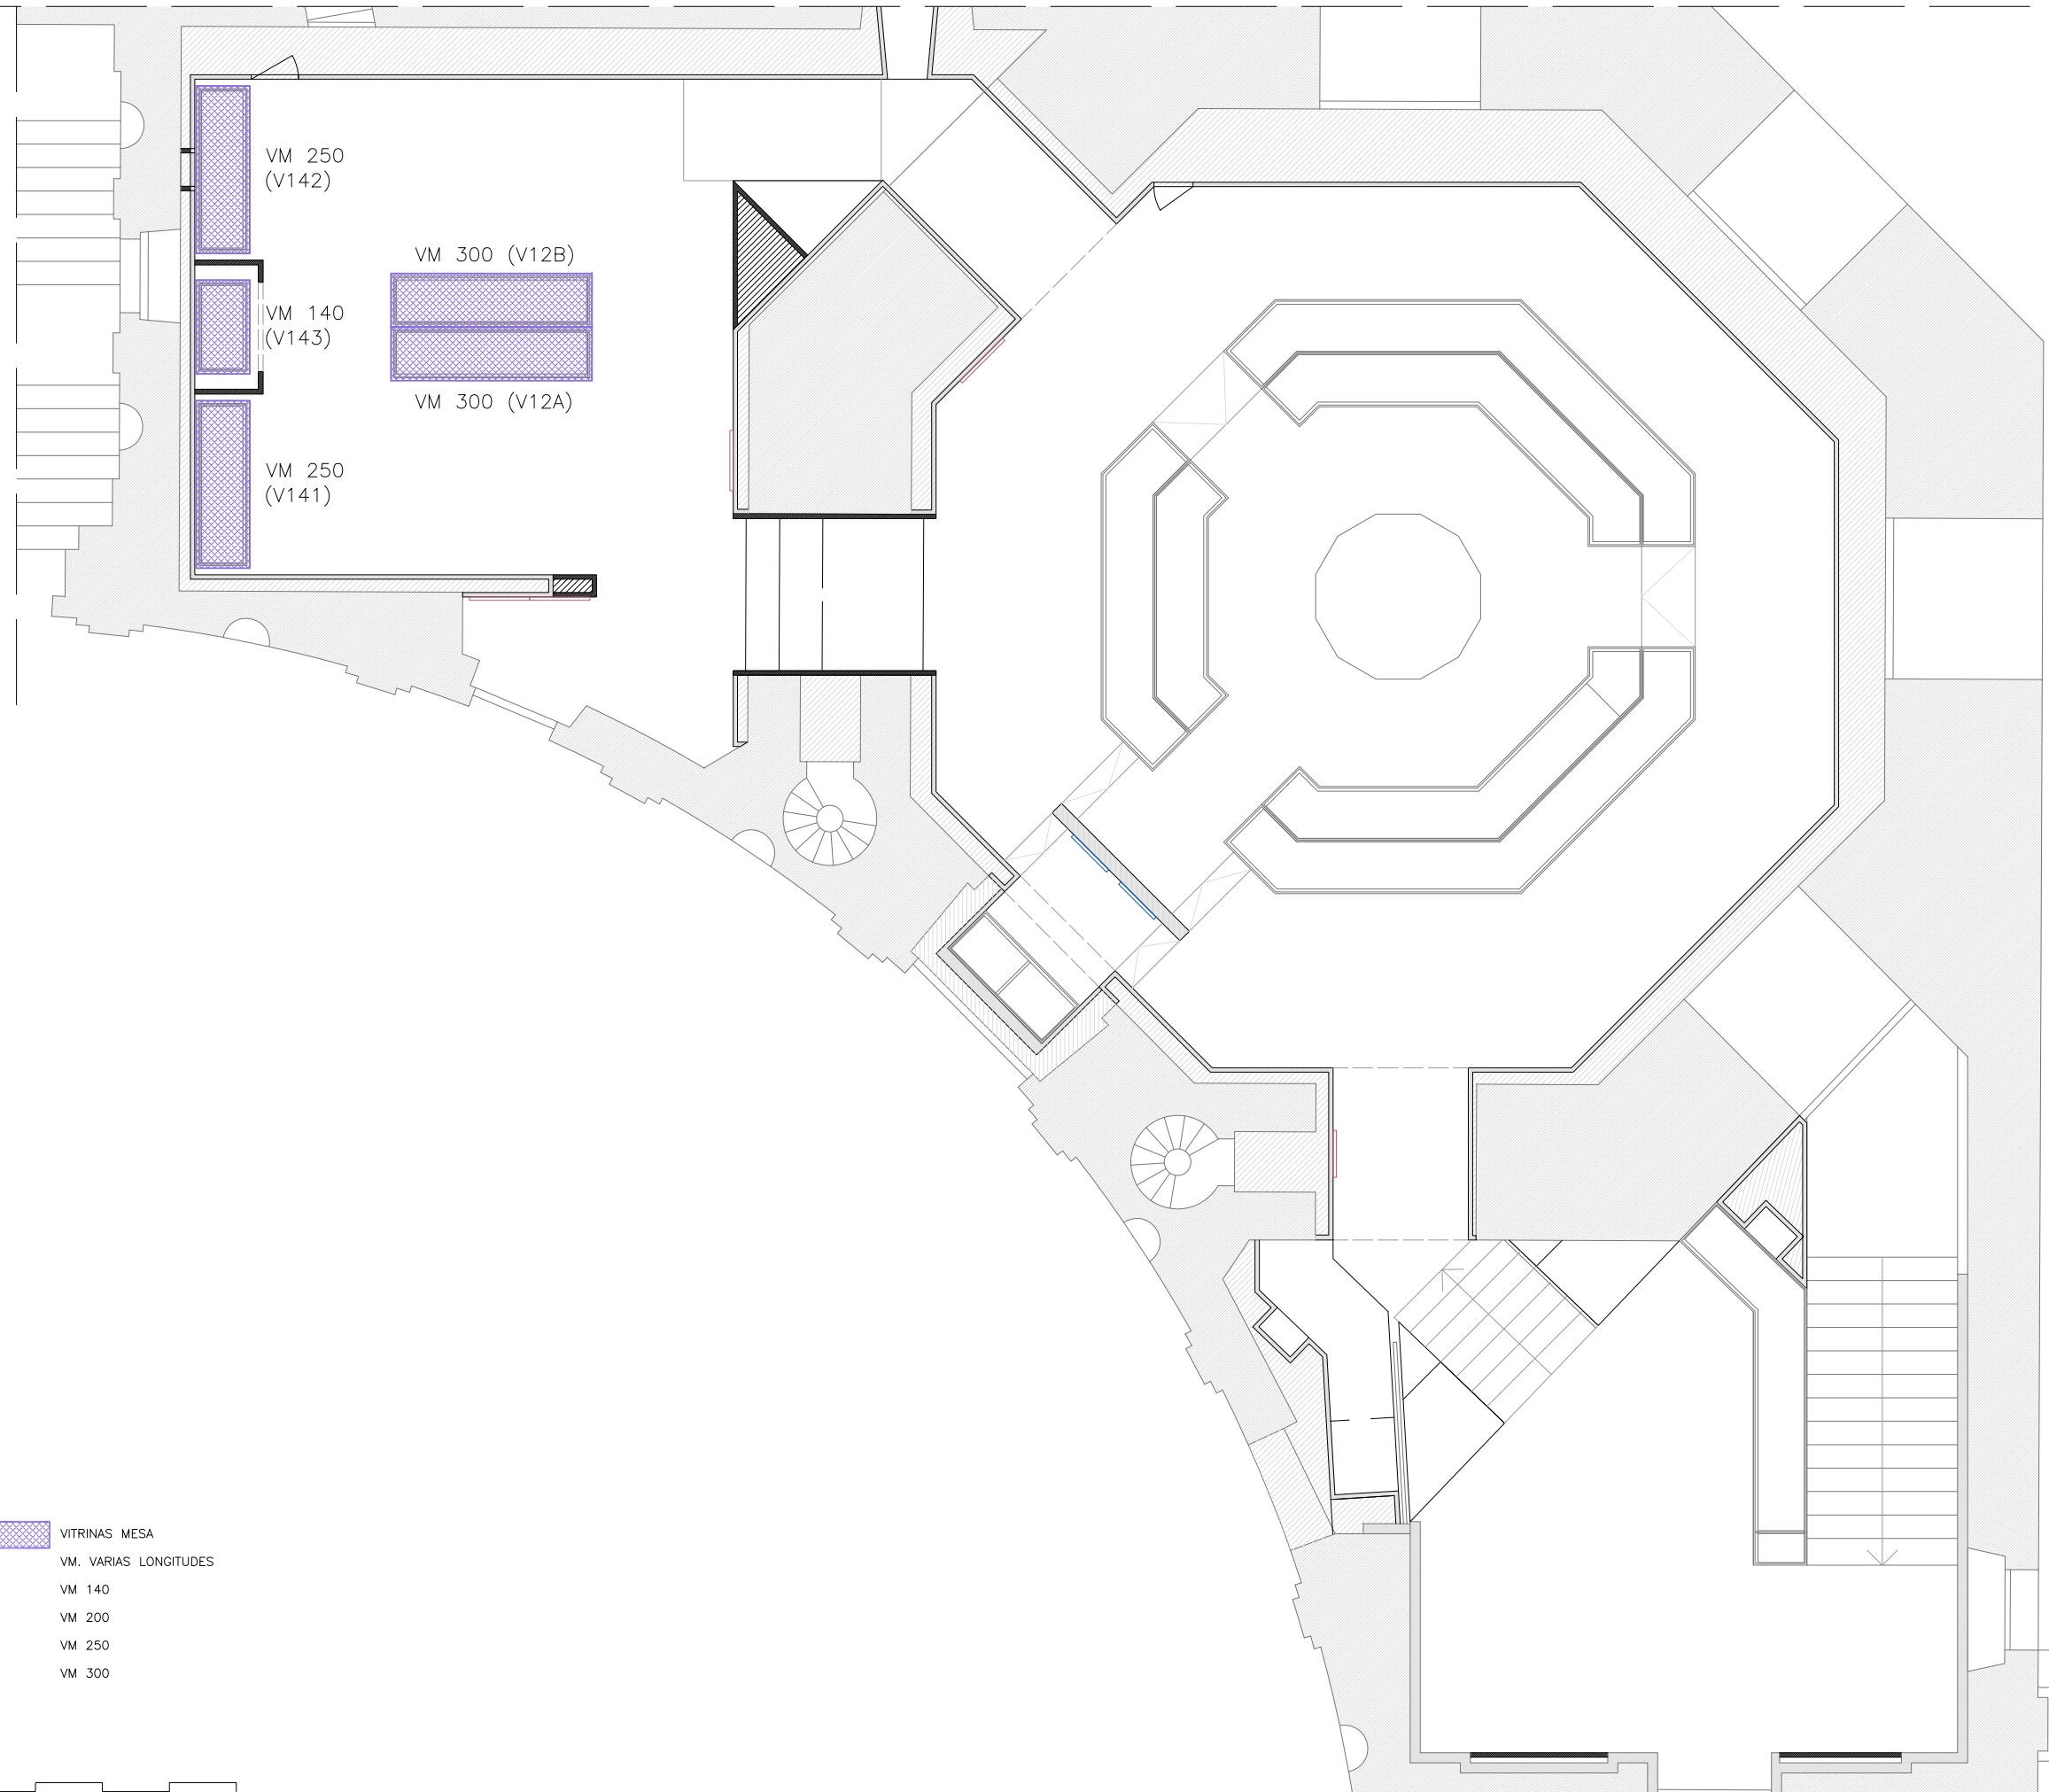 VM 250
(V142)
VM 300 (V12B)
VM 140
(V143)
VM 300 (V12A)
VM 250
(V141)
VITRINAS MESA
VM. VARIAS LONGITUDES
VM 140
VM 200
VM 250
VM 300